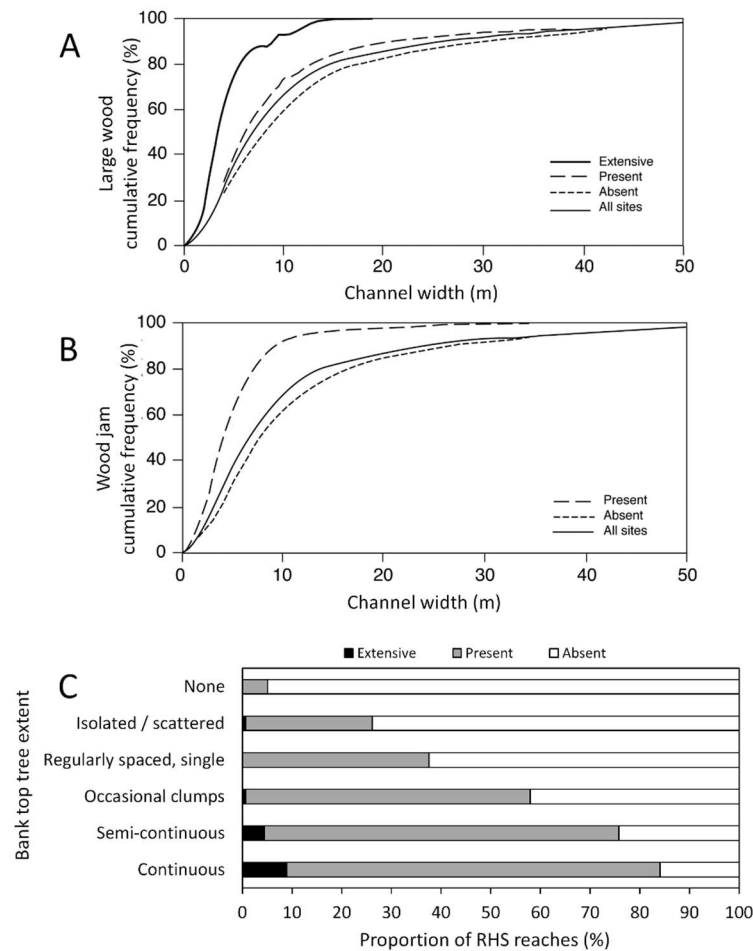 A
Large wood
cumulative frequency (%)
100
80
60
40
20
0
0 10 20 30 40 50
Channel width (m)
Extensive
Present
Absent
All sites
B
Wood jam
cumulative frequency (%)
100
80
60
40
20
0
0 10 20 30 40 50
Channel width (m)
Present
Absent
All sites
C
Extensive Present Absent
Bank top tree extent
None
Isolated / scattered
Regularly spaced, single
Occasional clumps
Semi-continuous
Continuous
0 10 20 30 40 50 60 70 80 90 100
Proportion of RHS reaches (%)